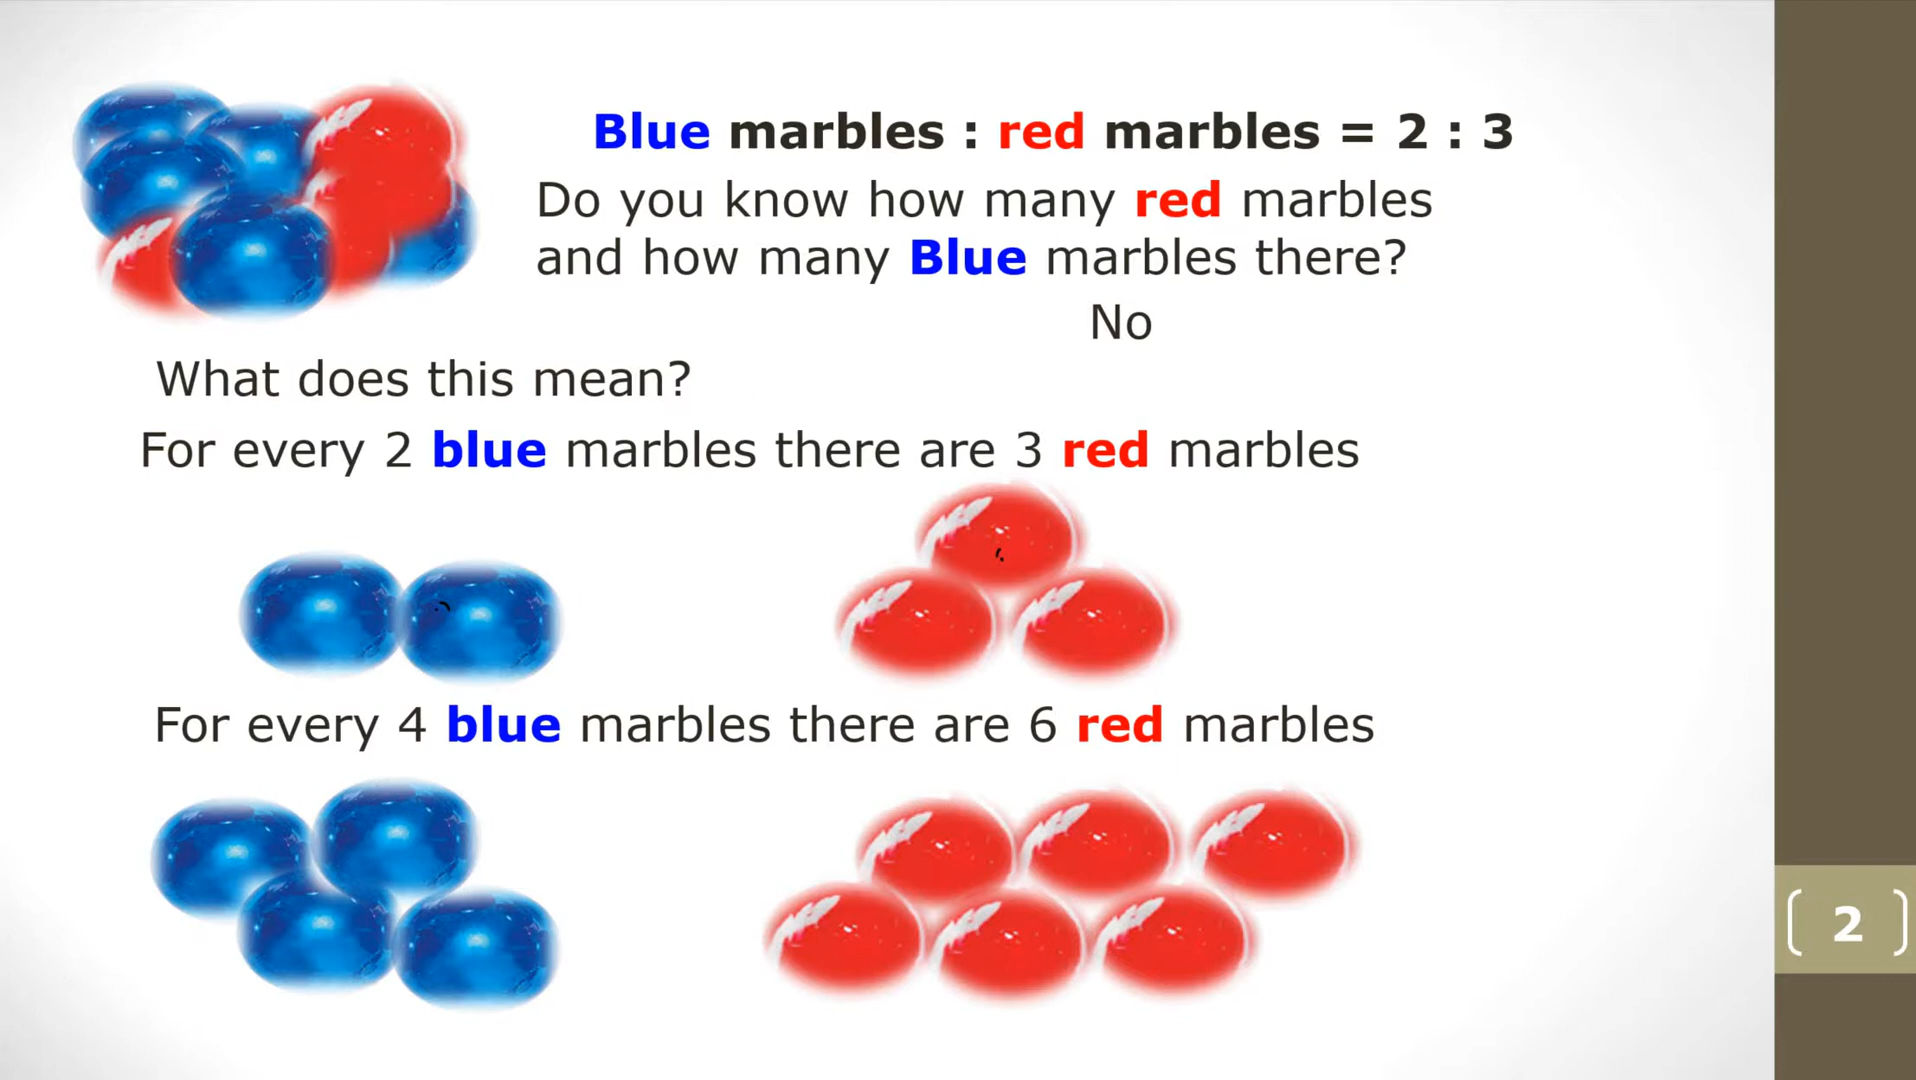 Blue marbles : red marbles = 2 : 3
Do you know how many red marbles
and how many Blue marbles there?
No
What does this mean?
For every 2 blue marbles there are 3 red marbles
For every 4 blue marbles there are 6 red marbles
2